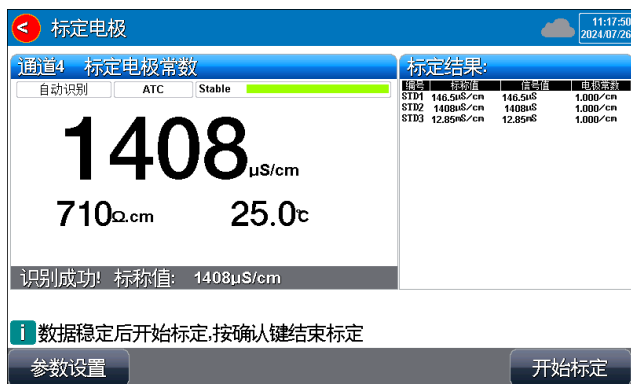 < 标定电极
11:17:50
2024/07/26
通道4 标定电极常数
自动识别 ATC Stable
1408μS/cm
710Ω.cm 25.0℃
识别成功! 标称值: 1408μS/cm
标定结果:
编号 标称值 信号值 电极常数
STD1 146.5uS/cm 146.5uS 1.000/cm
STD2 1408uS/cm 1408uS 1.000/cm
STD3 12.85mS/cm 12.85mS 1.000/cm
i 数据稳定后开始标定,按确认键结束标定
参数设置 开始标定